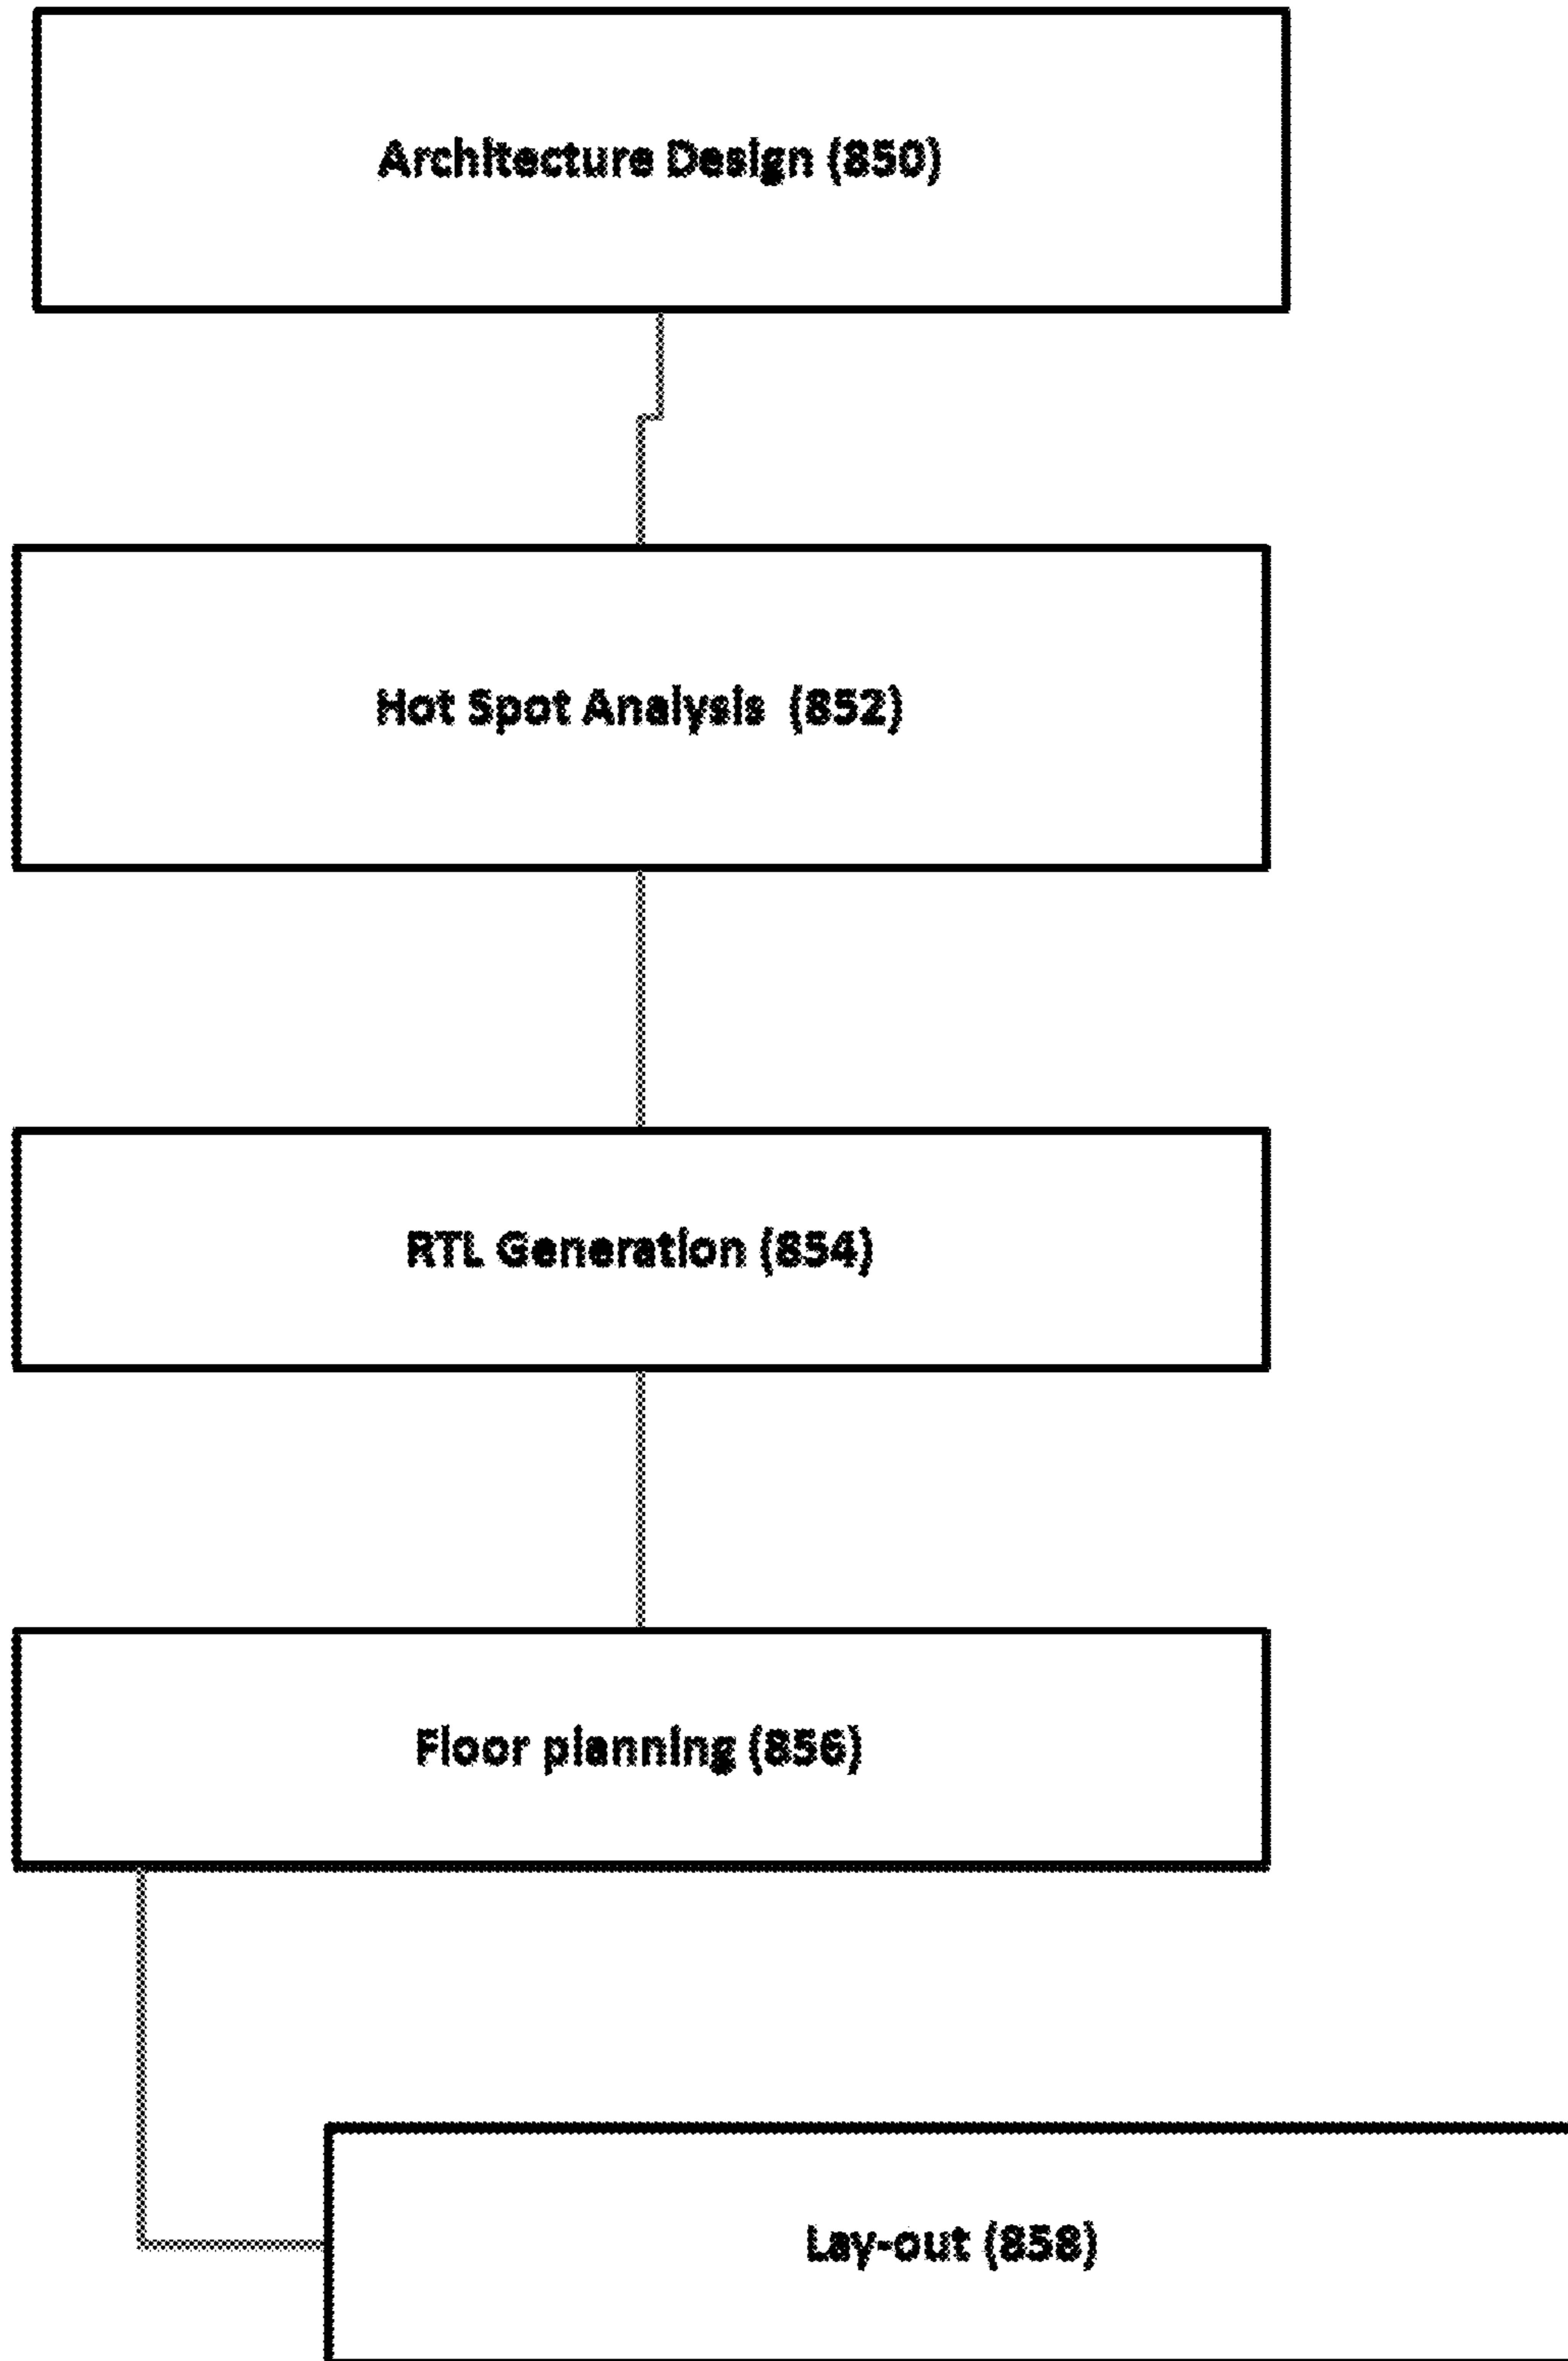 Architecture Design (850)
Hot Spot Analysis (852)
RTL Generation (854)
Floor planning (856)
Lay-out (858)